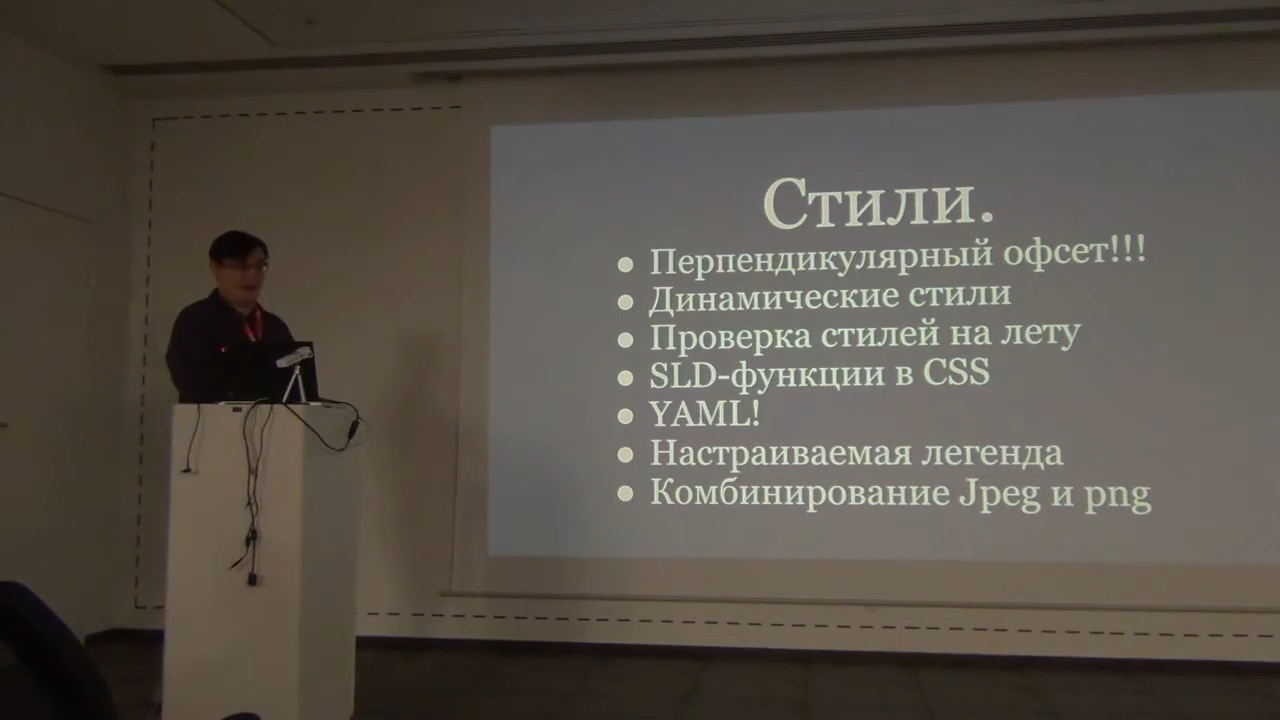 Стили.
Перпендикулярный офсет!!!
Динамические стили
Проверка стилей на лету
SLD-функции в CSS
YAML!
Настраиваемая легенда
Комбинирование Jpeg и png